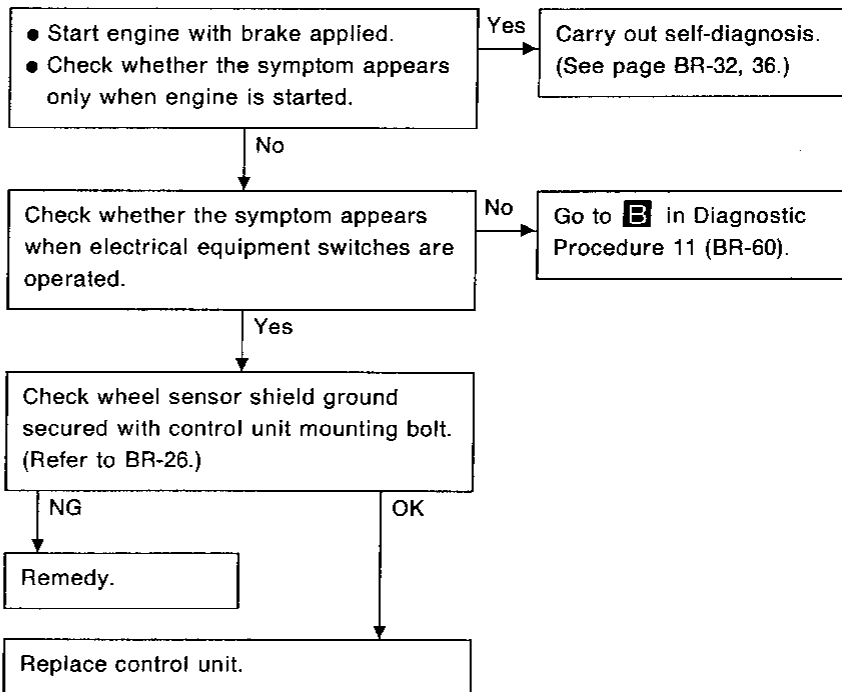 ● Start engine with brake applied.
● Check whether the symptom appears
only when engine is started.
Yes
Carry out self-diagnosis.
(See page BR-32, 36.)
No
Check whether the symptom appears
when electrical equipment switches are
operated.
No
Go to B in Diagnostic
Procedure 11 (BR-60).
Yes
Check wheel sensor shield ground
secured with control unit mounting bolt.
(Refer to BR-26.)
NG
OK
Remedy.
Replace control unit.